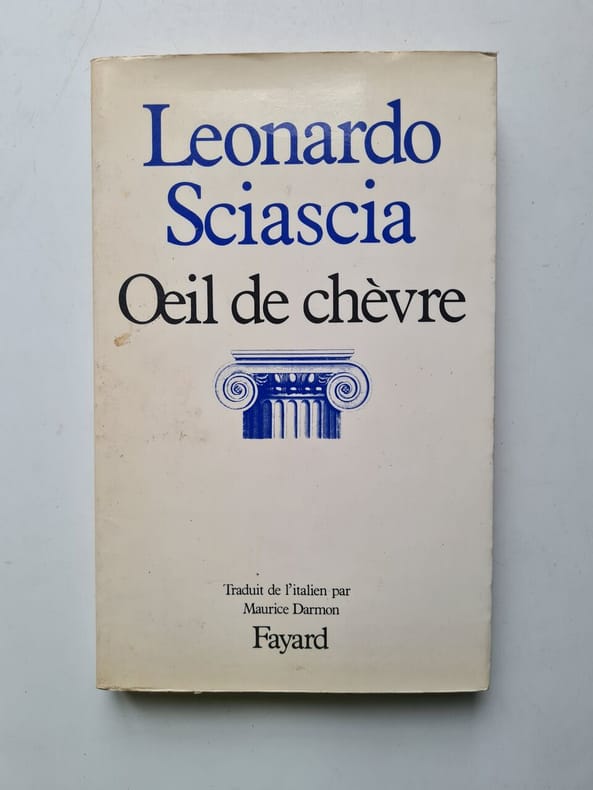 Leonardo
Sciascia
Œil de chèvre
Traduit de l'italien par
Maurice Darmon
Fayard